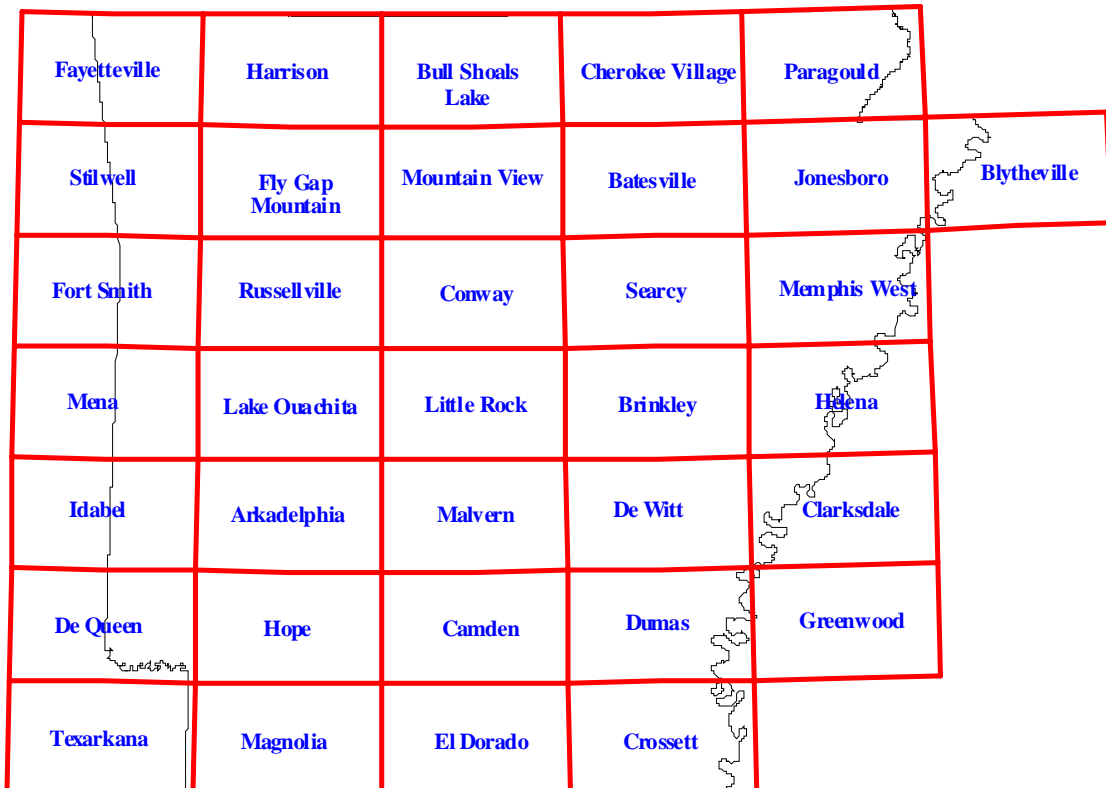 Fayetteville
Harrison
Bull Shoals
Lake
Cherokee Village
Paragould
Stilwell
Fly Gap
Mountain
Mountain View
Batesville
Jonesboro
Blytheville
Fort Smith
Russellville
Conway
Searcy
Memphis West
Mena
Lake Ouachita
Little Rock
Brinkley
Helena
Idabel
Arkadelphia
Malvern
De Witt
Clarksdale
De Queen
Hope
Camden
Dumas
Greenwood
Texarkana
Magnolia
El Dorado
Crossett